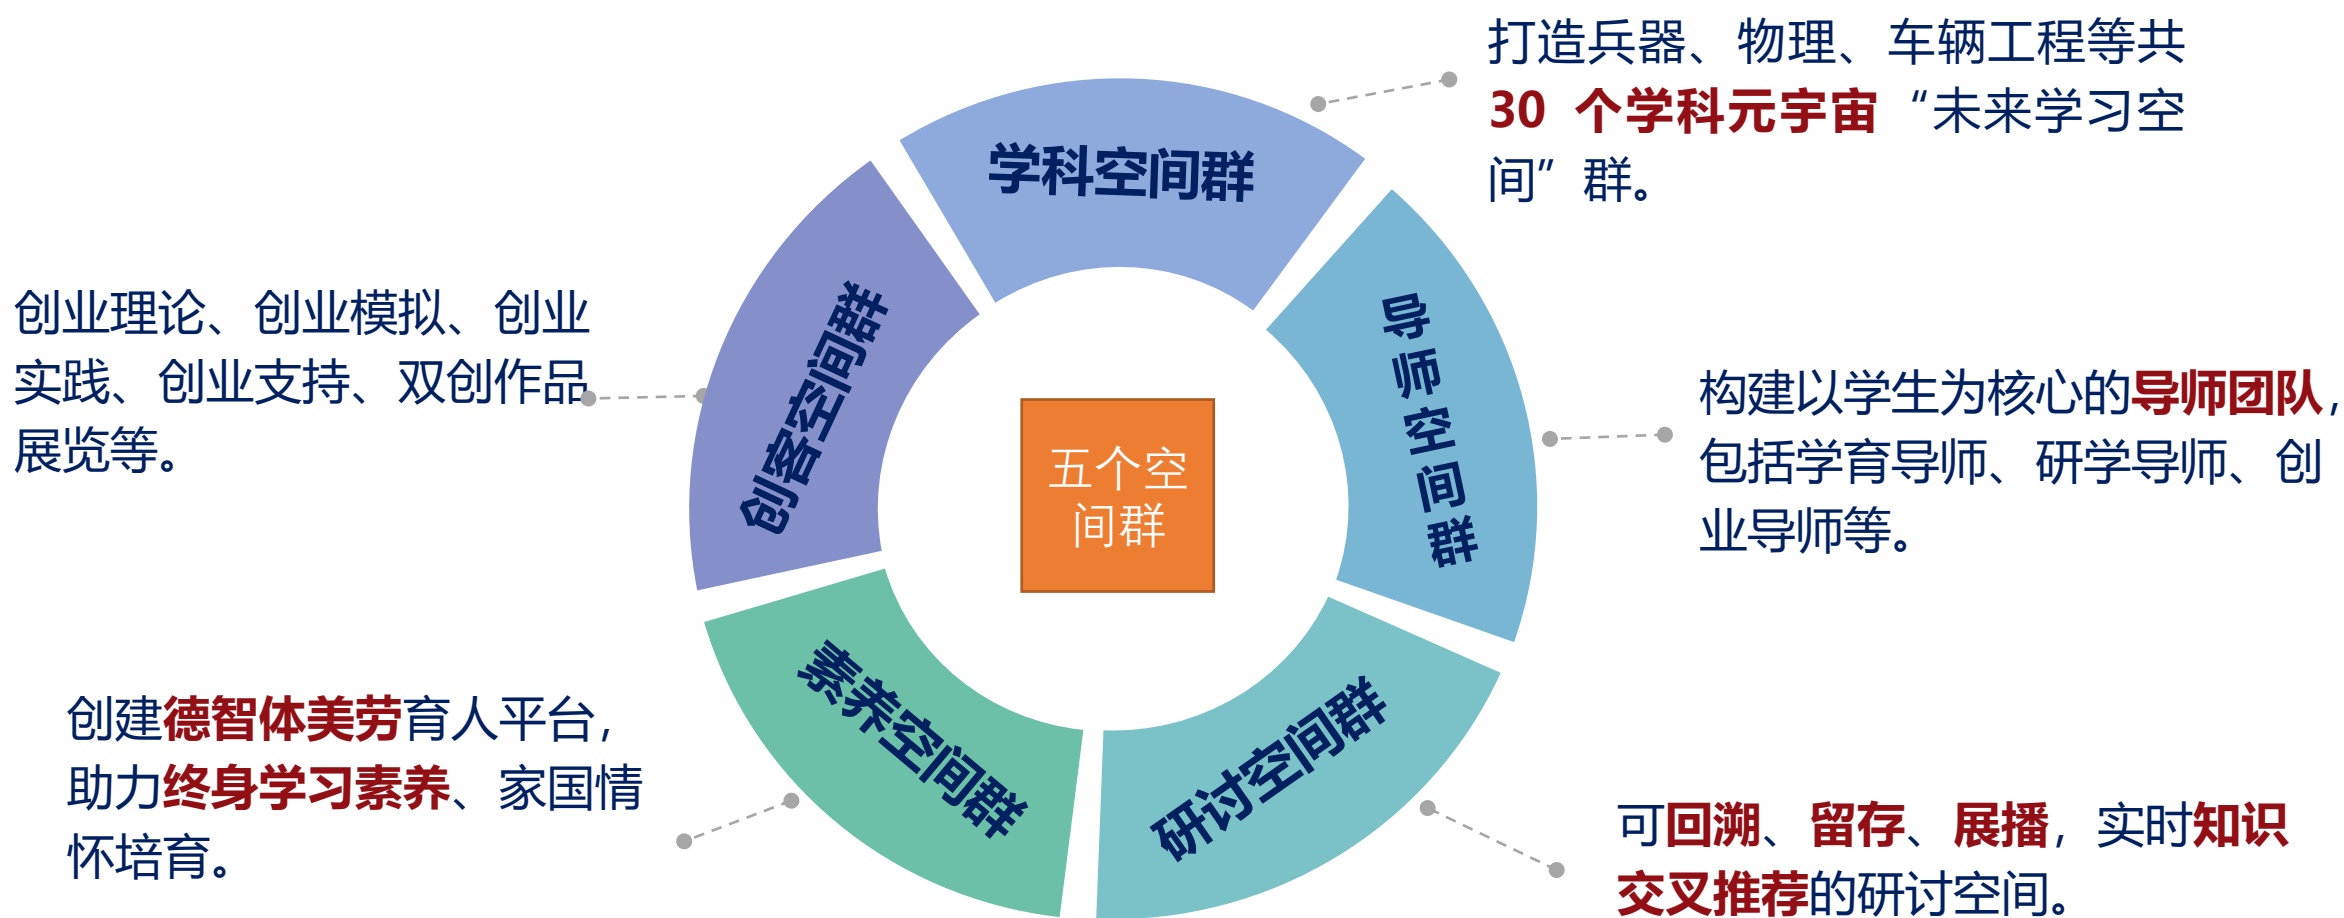 学科空间群
打造兵器、物理、车辆工程等共
30 个学科元宇宙“未来学习空
间”群。
导师空间群
构建以学生为核心的导师团队，
包括学育导师、研学导师、创
业导师等。
研讨空间群
可回溯、留存、展播，实时知识
交叉推荐的研讨空间。
素养空间群
创建德智体美劳育人平台，
助力终身学习素养、家国情
怀培育。
创客空间群
创业理论、创业模拟、创业
实践、创业支持、双创作品
展览等。
五个空
间群